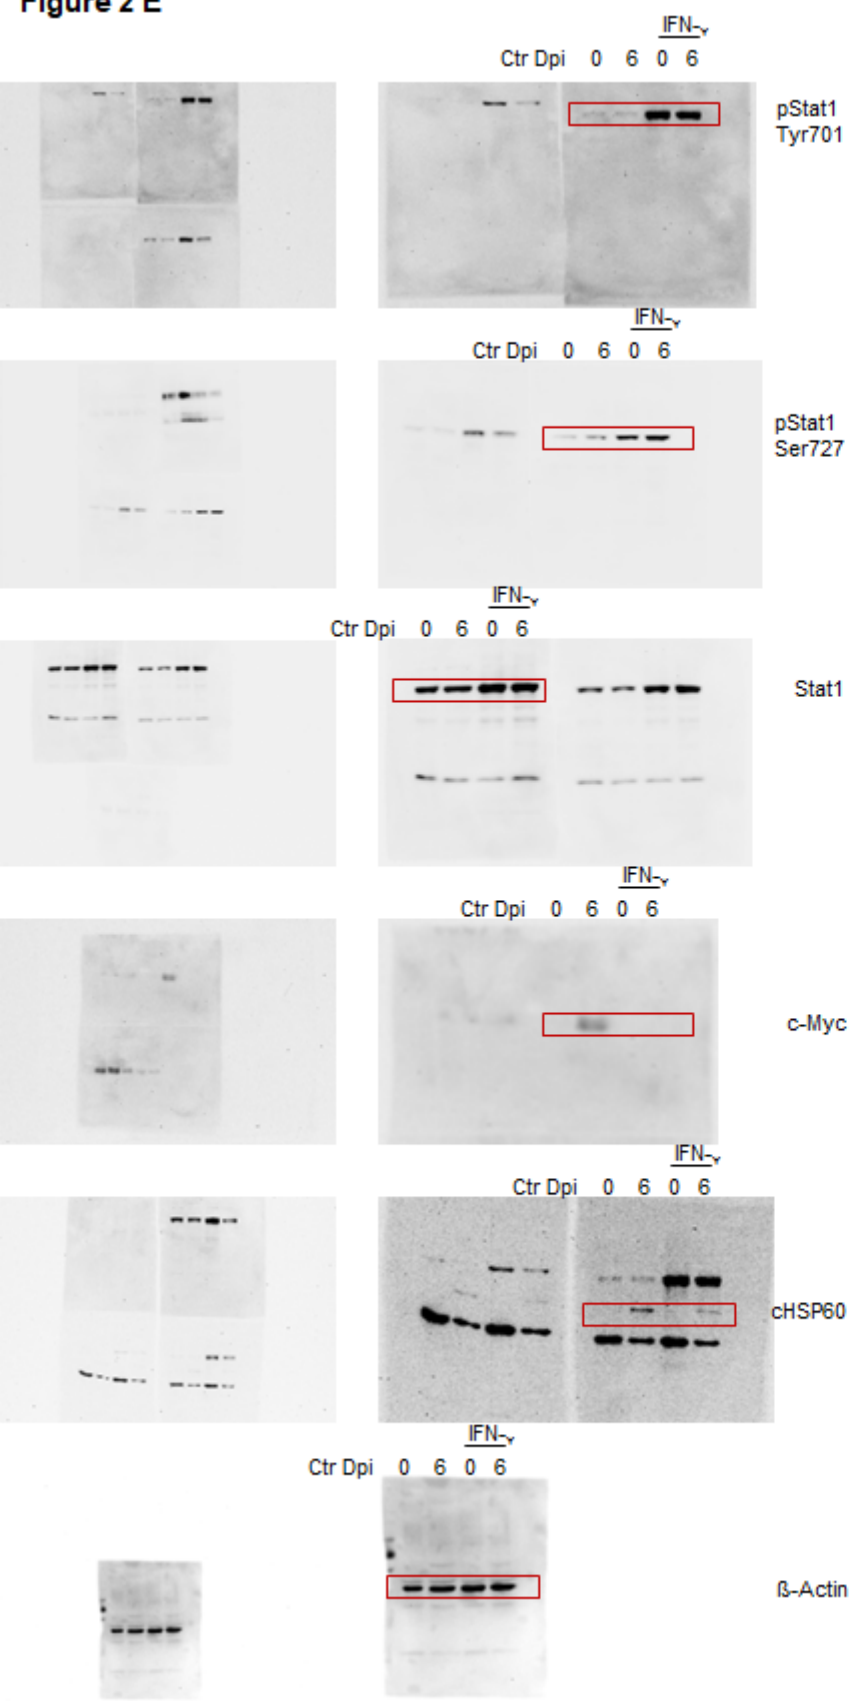 Figure 2 E
IFN-γ
Ctr Dpi 0 6 0 6
pStat1
Tyr701
IFN-γ
Ctr Dpi 0 6 0 6
pStat1
Ser727
IFN-γ
Ctr Dpi 0 6 0 6
Stat1
IFN-γ
Ctr Dpi 0 6 0 6
c-Myc
IFN-γ
Ctr Dpi 0 6 0 6
cHSP60
IFN-γ
Ctr Dpi 0 6 0 6
ß-Actin